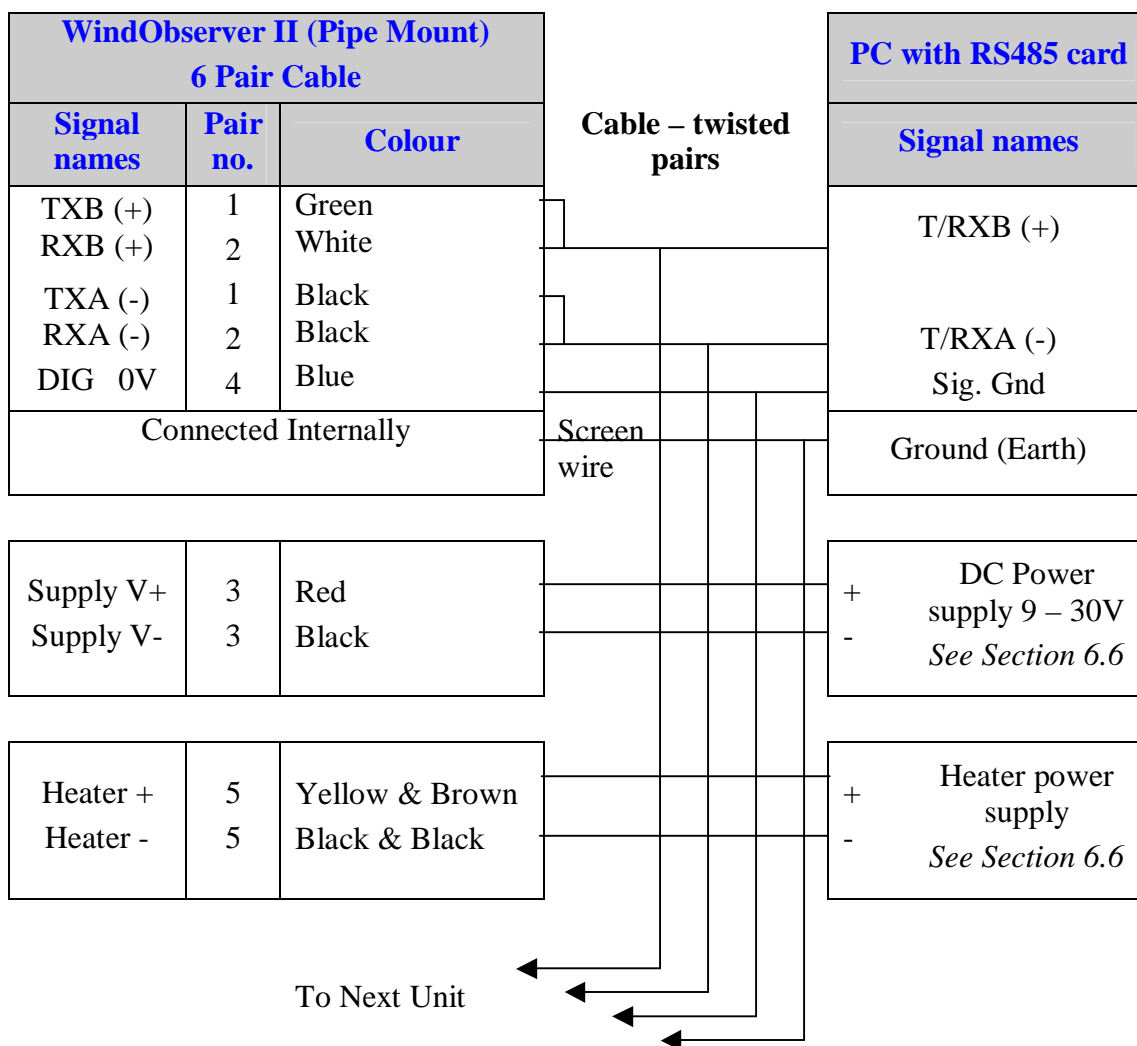 WindObserver II (Pipe Mount)
6 Pair Cable
Signal names
Pair no.
Colour
Cable – twisted pairs
PC with RS485 card
Signal names
TXB (+) 1 Green
RXB (+) 2 White
TXA (-) 1 Black
RXA (-) 2 Black
DIG 0V 4 Blue
T/RXB (+)
T/RXA (-)
Sig. Gnd
Connected Internally
Screen
wire
Ground (Earth)
Supply V+ 3 Red
Supply V- 3 Black
+ DC Power
supply 9 – 30V
-
See Section 6.6
Heater + 5 Yellow & Brown
Heater - 5 Black & Black
+ Heater power
supply
-
See Section 6.6
To Next Unit